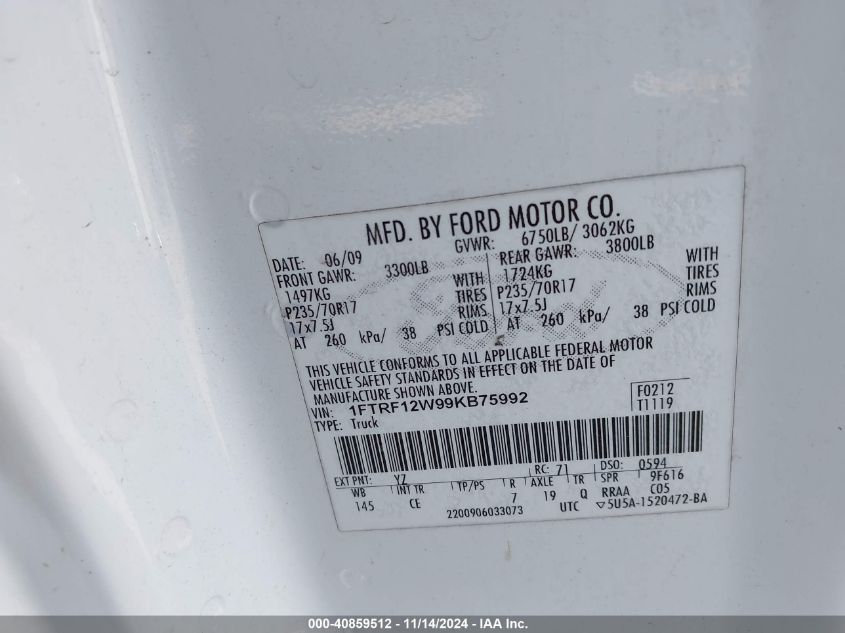 MFD. BY FORD MOTOR CO.
DATE: 06/09 GVWR: 6750LB/ 3062KG
FRONT GAWR: 3300LB REAR GAWR: 3800LB
1497KG WITH 1724KG WITH
P235/70R17 TIRES P235/70R17 TIRES
17x7.5J RIMS 17x7.5J RIMS
AT 260 kPa/ 38 PSI COLD AT 260 kPa/ 38 PSI COLD
THIS VEHICLE CONFORMS TO ALL APPLICABLE FEDERAL MOTOR
VEHICLE SAFETY STANDARDS IN EFFECT ON THE DATE OF
MANUFACTURE SHOWN ABOVE.
VIN: 1FTRF12W99KB75992 F0212
TYPE: Truck T1119
EXT PNT: YZ RC: 71 DSO: 0594
WB INT TR TP/PS R AXLE TR SPR 9F616
145 CE 7 19 Q RRAA C05
2200906033073 UTC ▽5U5A-1520472-BA
000-40859512 - 11/14/2024 - IAA Inc.